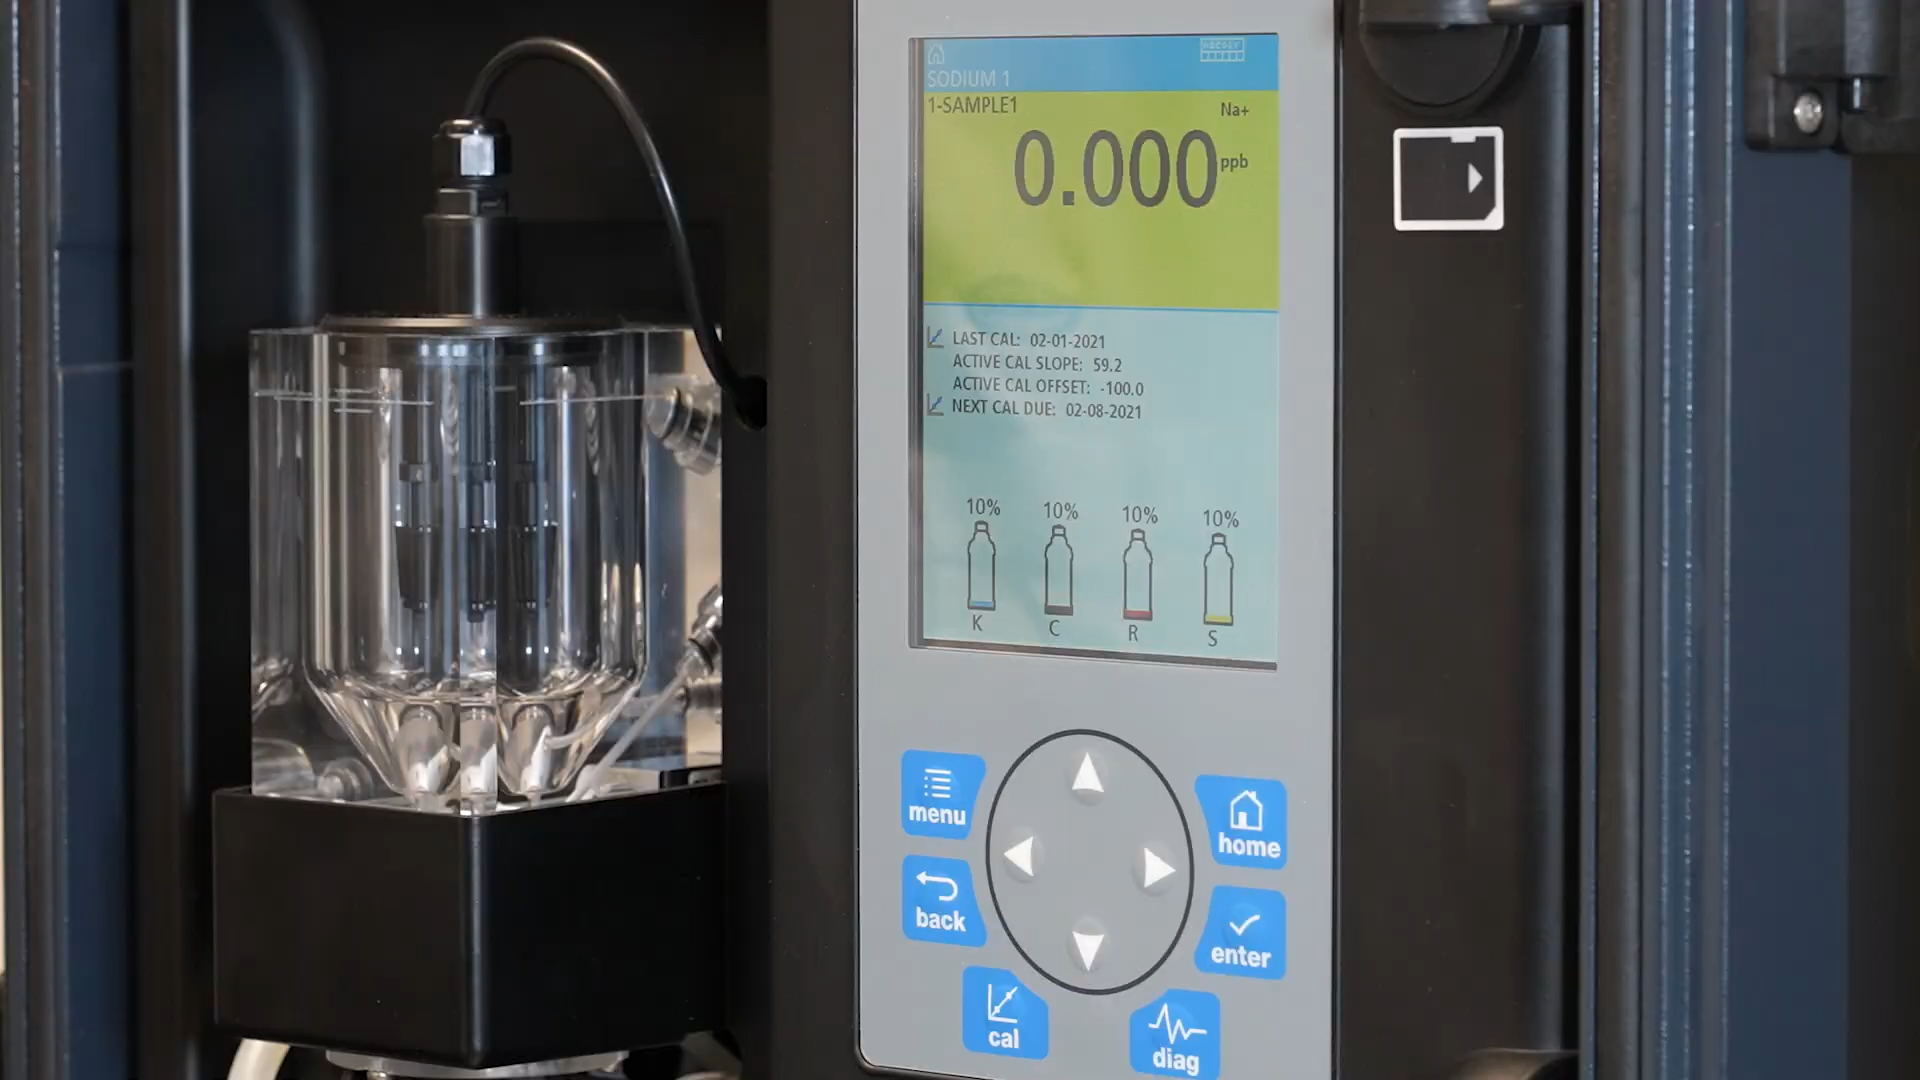 SODIUM 1
1-SAMPLE1
Na+
0.000 ppb
LAST CAL: 02-01-2021
ACTIVE CAL SLOPE: 59.2
ACTIVE CAL OFFSET: -100.0
NEXT CAL DUE: 02-08-2021
10% 10% 10% 10%
K C R S
menu
home
back
enter
cal
diag